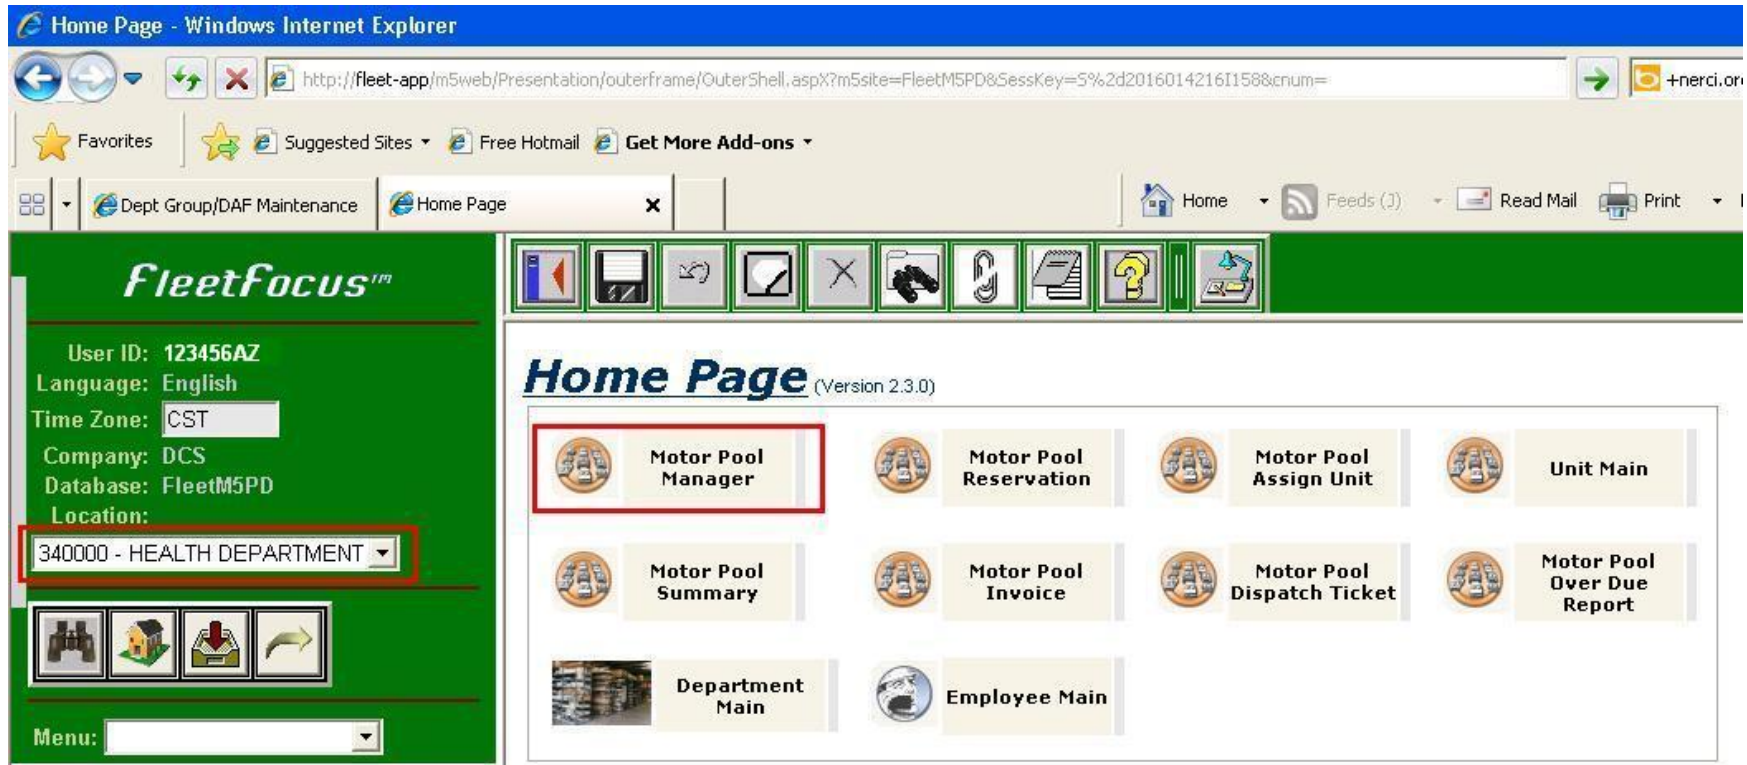 Home Page - Windows Internet Explorer
http://fleet-app/m5web/Presentation/outerframe/OuterShell.aspX?m5site=FleetM5PD&SessKey=S%2d2016014216I1158&cnum=
+nerci.or
Favorites
Suggested Sites
Free Hotmail
Get More Add-ons
Dept Group/DAF Maintenance
Home Page
Home
Feeds (J)
Read Mail
Print
FleetFocus™
User ID: 123456AZ
Language: English
Time Zone: CST
Company: DCS
Database: FleetM5PD
Location:
340000 - HEALTH DEPARTMENT
Menu:
Home Page (Version 2.3.0)
Motor Pool
Manager
Motor Pool
Reservation
Motor Pool
Assign Unit
Unit Main
Motor Pool
Summary
Motor Pool
Invoice
Motor Pool
Dispatch Ticket
Motor Pool
Over Due
Report
Department
Main
Employee Main